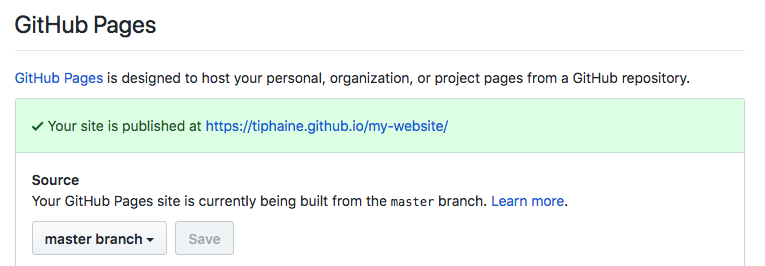 GitHub Pages
GitHub Pages is designed to host your personal, organization, or project pages from a GitHub repository.
✓ Your site is published at https://tiphaine.github.io/my-website/
Source
Your GitHub Pages site is currently being built from the master branch. Learn more.
master branch Save